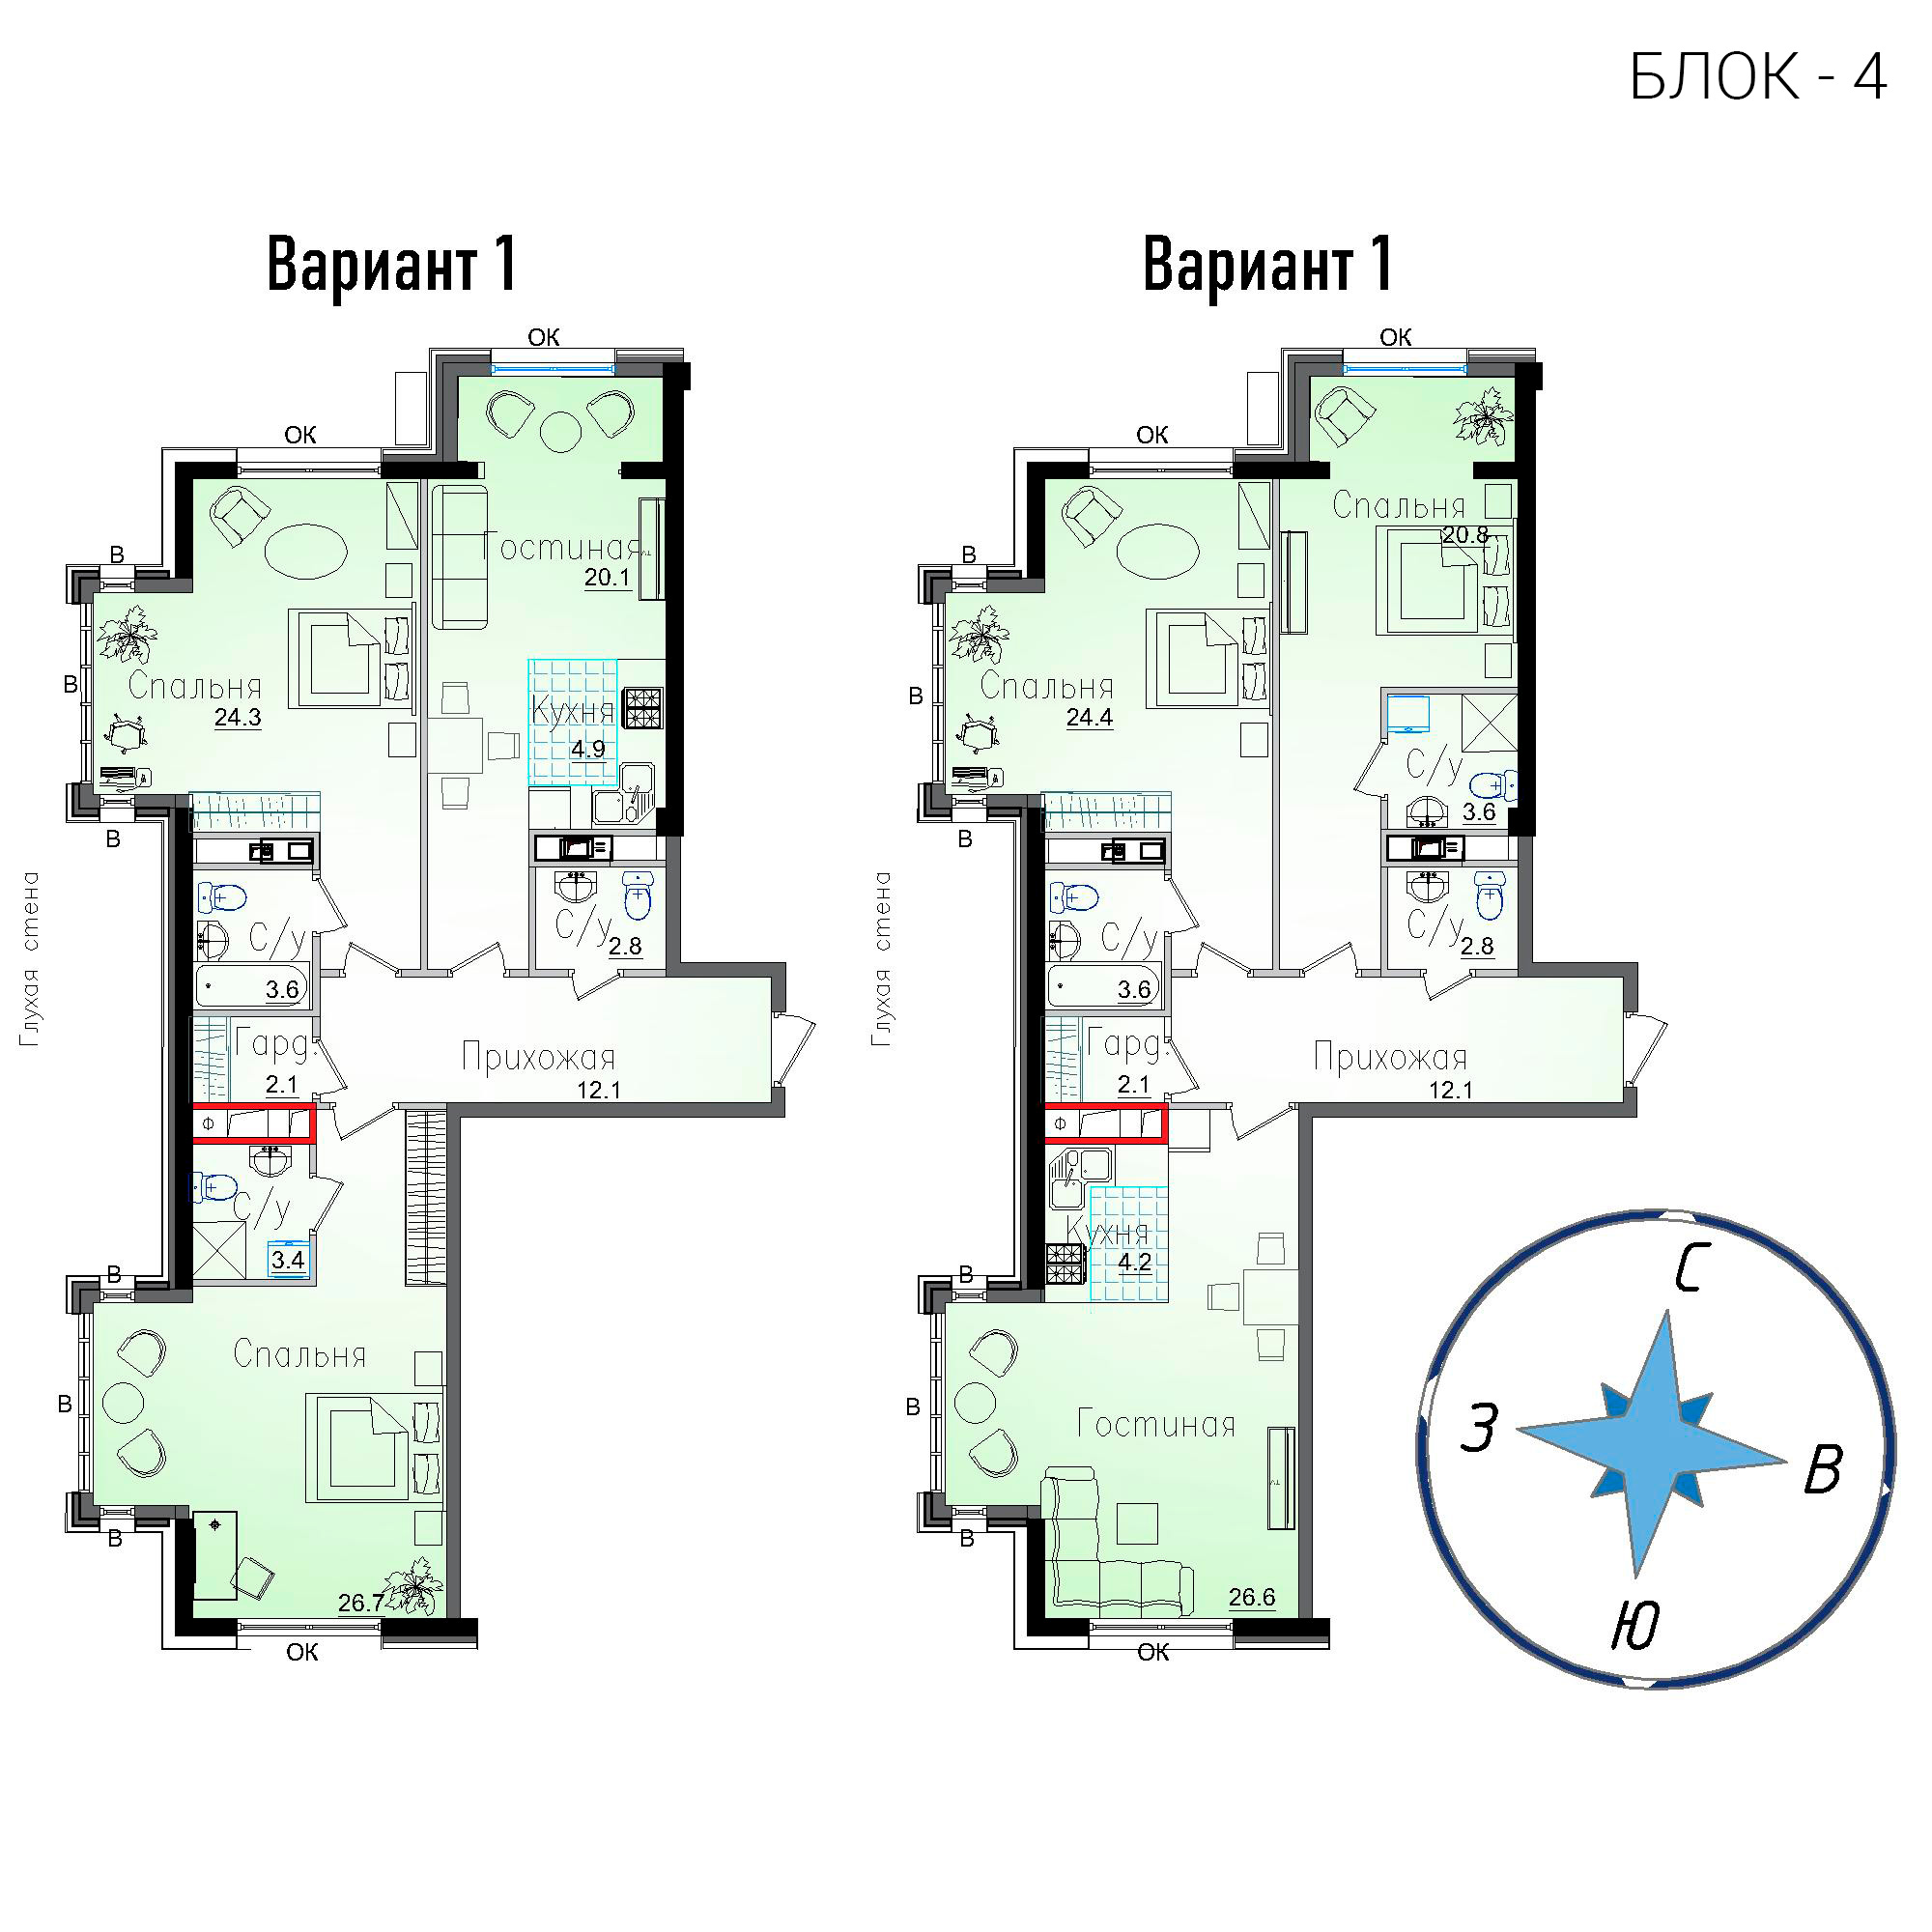 БЛОК - 4
Вариант 1
ОК
ОК
В
Гостиная
20.1
В
Спальня
24.3
Кухня
4.9
В
Глухая стена
С/у
2.8
С/у
3.6
Гард.
2.1
Прихожая
12.1
Ф
С/у
3.4
В
Спальня
В
В
26.7
ОК
Вариант 1
ОК
ОК
Спальня
20.8
В
В
Спальня
24.4
С/у
3.6
В
Глухая стена
С/у
2.8
С/у
3.6
Гард.
2.1
Прихожая
12.1
Ф
Кухня
4.2
В
В
Гостиная
TV
В
26.6
ОК
С
З
В
Ю